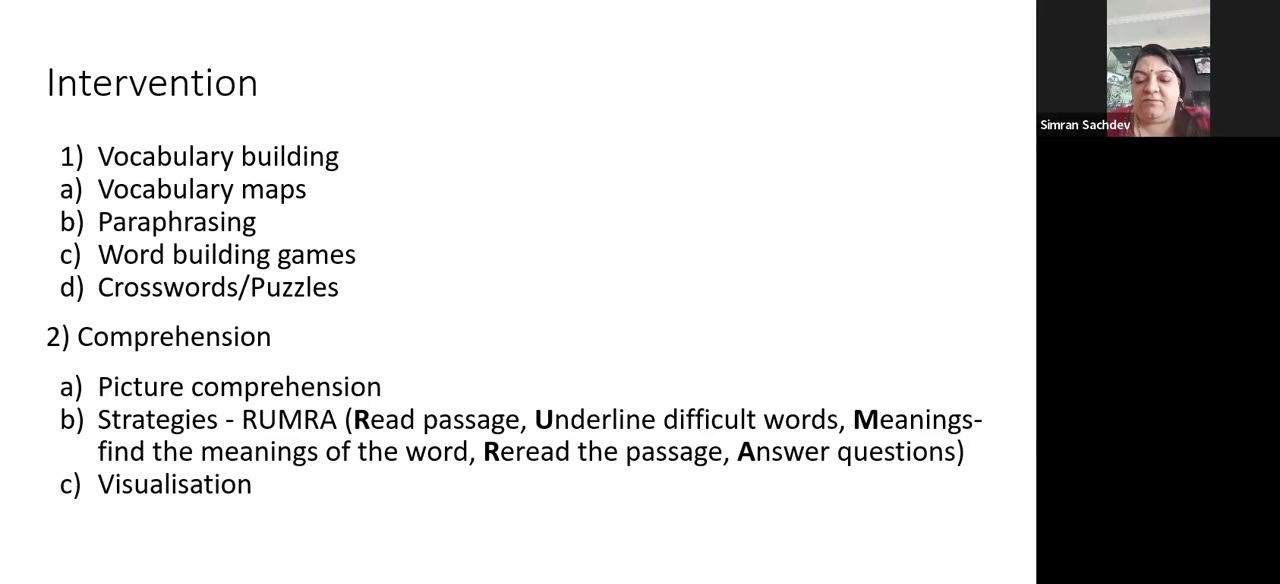 Intervention
1) Vocabulary building
a) Vocabulary maps
b) Paraphrasing
c) Word building games
d) Crosswords/Puzzles
2) Comprehension
a) Picture comprehension
b) Strategies - RUMRA (Read passage, Underline difficult words, Meanings-
find the meanings of the word, Reread the passage, Answer questions)
c) Visualisation
Simran Sachdev